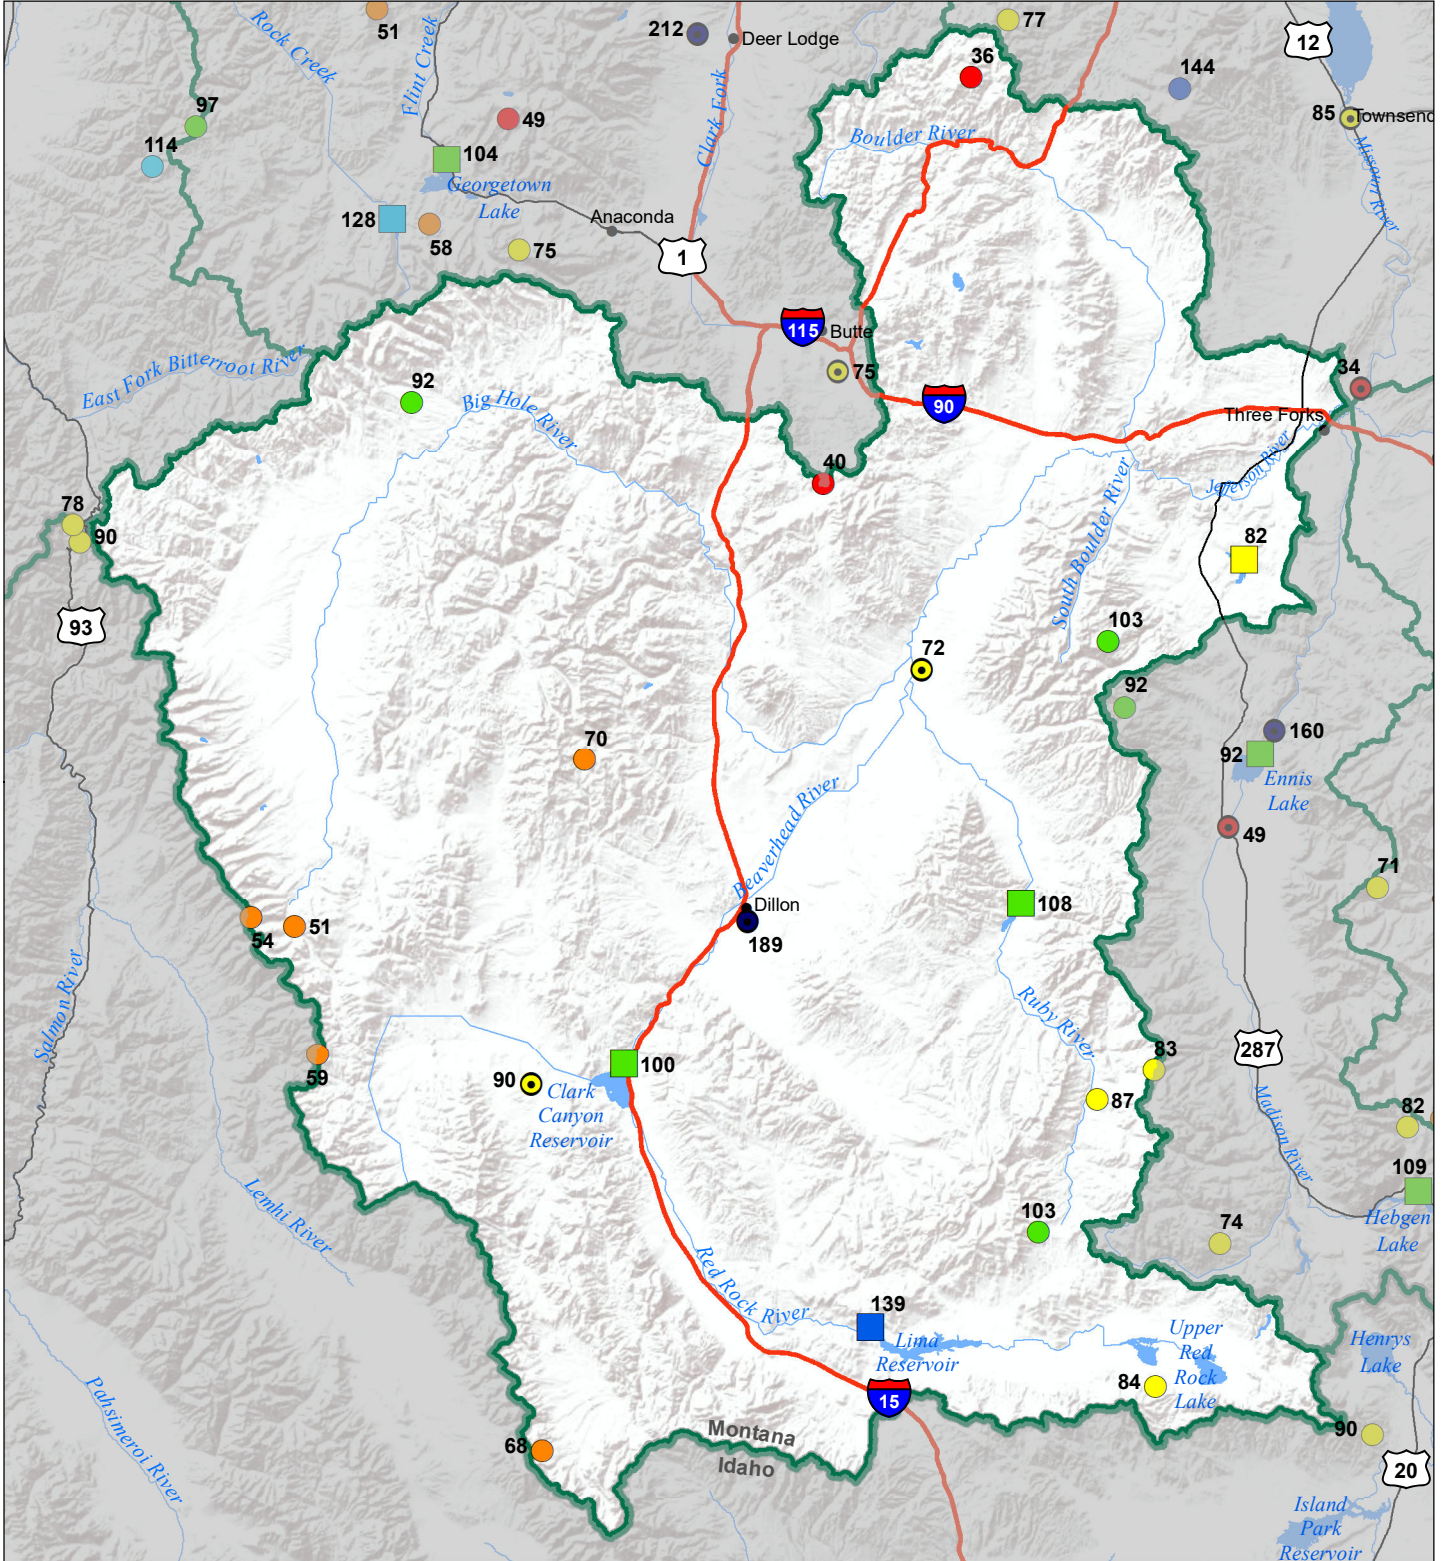 51
Rock Creek
Flint Creek
212
Deer Lodge
Clark Fork
77
36
144
12
85
Missouri River
97
114
49
104
Georgetown
Lake
Boulder River
128
58
75
Anaconda
1
115
Butte
75
East Fork Bitterroot River
92
Big Hole River
90
34
Three Forks
Jefferson River
40
78
90
South Boulder River
82
93
103
72
92
160
92
Ennis
Lake
70
Beaverhead River
49
71
Dillon
189
54
51
108
Salmon River
Ruby River
59
100
90
Clark
Canyon
Reservoir
83
87
287
Madison River
82
109
Hebgen
Lake
Lemhi River
103
74
Red Rock River
139
Lima
Reservoir
Upper
Red
Rock
Lake
84
Henrys
Lake
Pahsimeroi River
15
68
Montana
Idaho
90
20
Island
Park
Reservoir